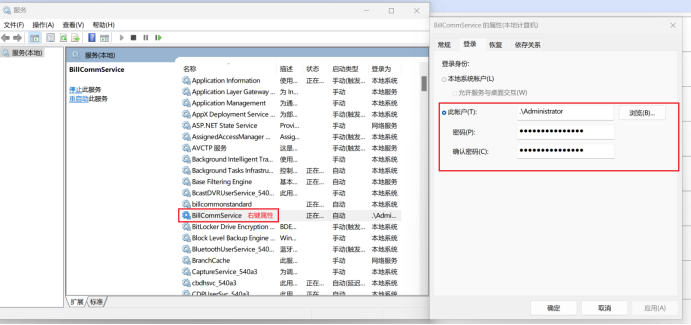 服务
文件(F) 操作(A) 查看(V) 帮助(H)
服务(本地)
服务(本地)
BillCommService
停止此服务
重启动此服务
名称 描述 状态 启动类型 登录为
Application Information 使用... 正在... 手动(触发... 本地系统
Application Layer Gateway ... 为 In... 手动 本地服务
Application Management 为通... 手动 本地系统
AppX Deployment Service ... 为部... 手动(触发... 本地系统
ASP.NET State Service Provi... 手动 网络服务
AssignedAccessManager ... Assig... 手动(触发... 本地系统
AVCTP 服务 这是... 手动(触发... 本地服务
Background Intelligent Tra... 使用... 手动 本地系统
Background Tasks Infrastru... 控制... 正在... 自动 本地系统
Base Filtering Engine 基本... 正在... 自动 本地服务
BcastDVRUserService_540... 此用... 手动 本地系统
billcommonstandard 正在... 自动 本地系统
BillCommService 右键属性 正在... 自动 .\Admi...
BitLocker Drive Encryption ... BDE... 手动(触发... 本地系统
Block Level Backup Engine ... Win... 手动 本地系统
BluetoothUserService_540... 蓝牙... 手动(触发... 本地系统
BranchCache 此服... 手动 网络服务
CaptureService_540a3 为调... 手动 本地系统
cbdhsvc_540a3 此用... 正在... 自动(延迟... 本地系统
CDPUserSvc_540a3 此用... 正在... 自动 本地系统
扩展 标准
BillCommService 的属性(本地计算机)
常规 登录 恢复 依存关系
登录身份:
本地系统帐户(L)
允许服务与桌面交互(W)
此帐户(T): .\Administrator 浏览(B)...
密码(P): ●●●●●●●●●●●●●●●
确认密码(C): ●●●●●●●●●●●●●●●
确定 取消 应用(A)